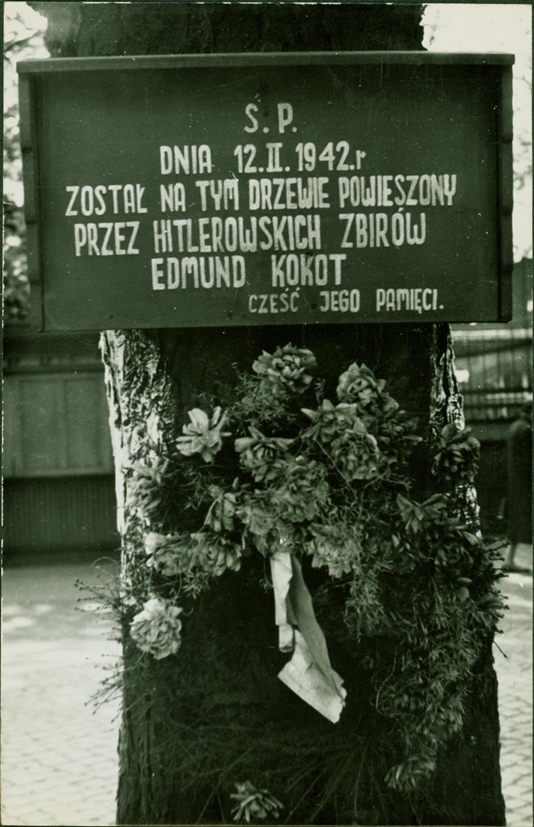 S. P.
DNIA 12.II.1942.r
ZOSTAŁ NA TYM DRZEWIE POWIESZONY
PRZEZ HITLEROWSKICH ZBIRÓW
EDMUND KOKOT
CZEŚĆ JEGO PAMIĘCI.